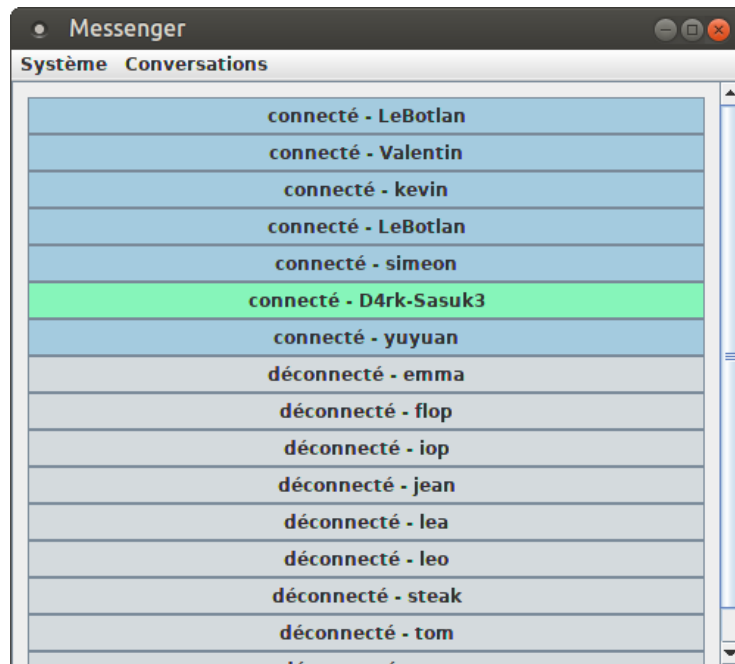 Messenger
Système Conversations
connecté - LeBotlan
connecté - Valentin
connecté - kevin
connecté - LeBotlan
connecté - simeon
connecté - D4rk-Sasuk3
connecté - yuyuan
déconnecté - emma
déconnecté - flop
déconnecté - iop
déconnecté - jean
déconnecté - lea
déconnecté - leo
déconnecté - steak
déconnecté - tom